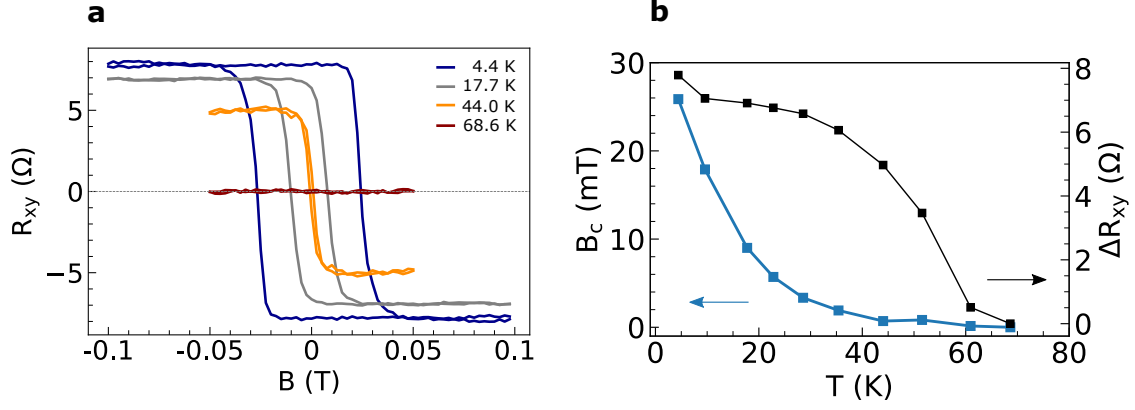 a
5
0
−5
R_xy (Ω)
4.4 K
17.7 K
44.0 K
68.6 K
-0.1
-0.05
0
0.05
0.1
B (T)
b
30
20
10
0
B_c (mT)
8
6
4
2
0
ΔR_xy (Ω)
0
20
40
60
80
T (K)